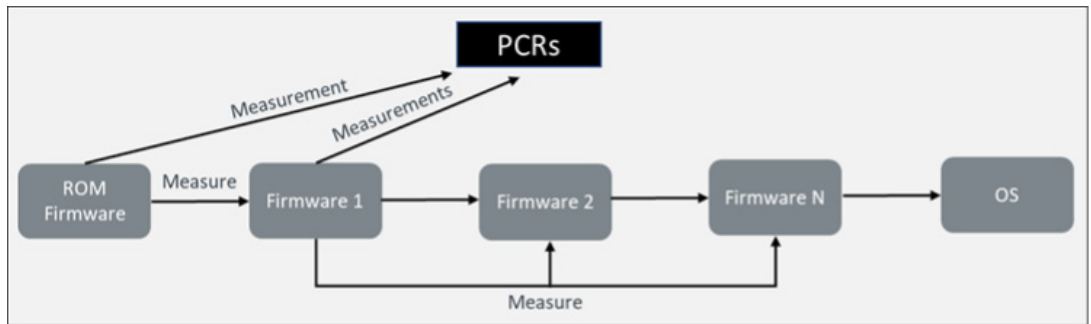 PCRs
Measurement
Measurements
ROM
Firmware
Measure
Firmware 1
Firmware 2
Firmware N
OS
Measure